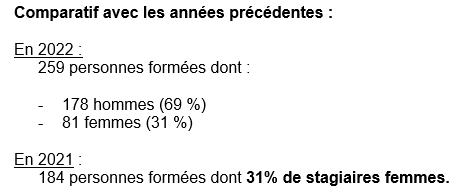 Comparatif avec les années précédentes :
En 2022 :
259 personnes formées dont :
- 178 hommes (69 %)
- 81 femmes (31 %)
En 2021 :
184 personnes formées dont 31% de stagiaires femmes.